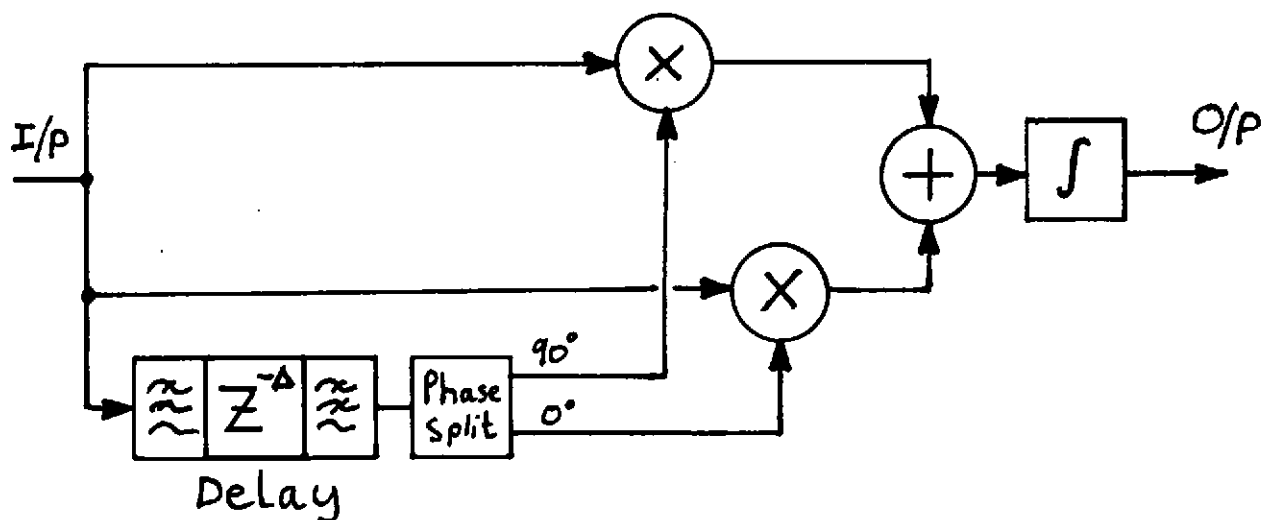 I/p
O/p
×
+
∫
×
90°
0°
Z^-Δ
Phase
Split
Delay